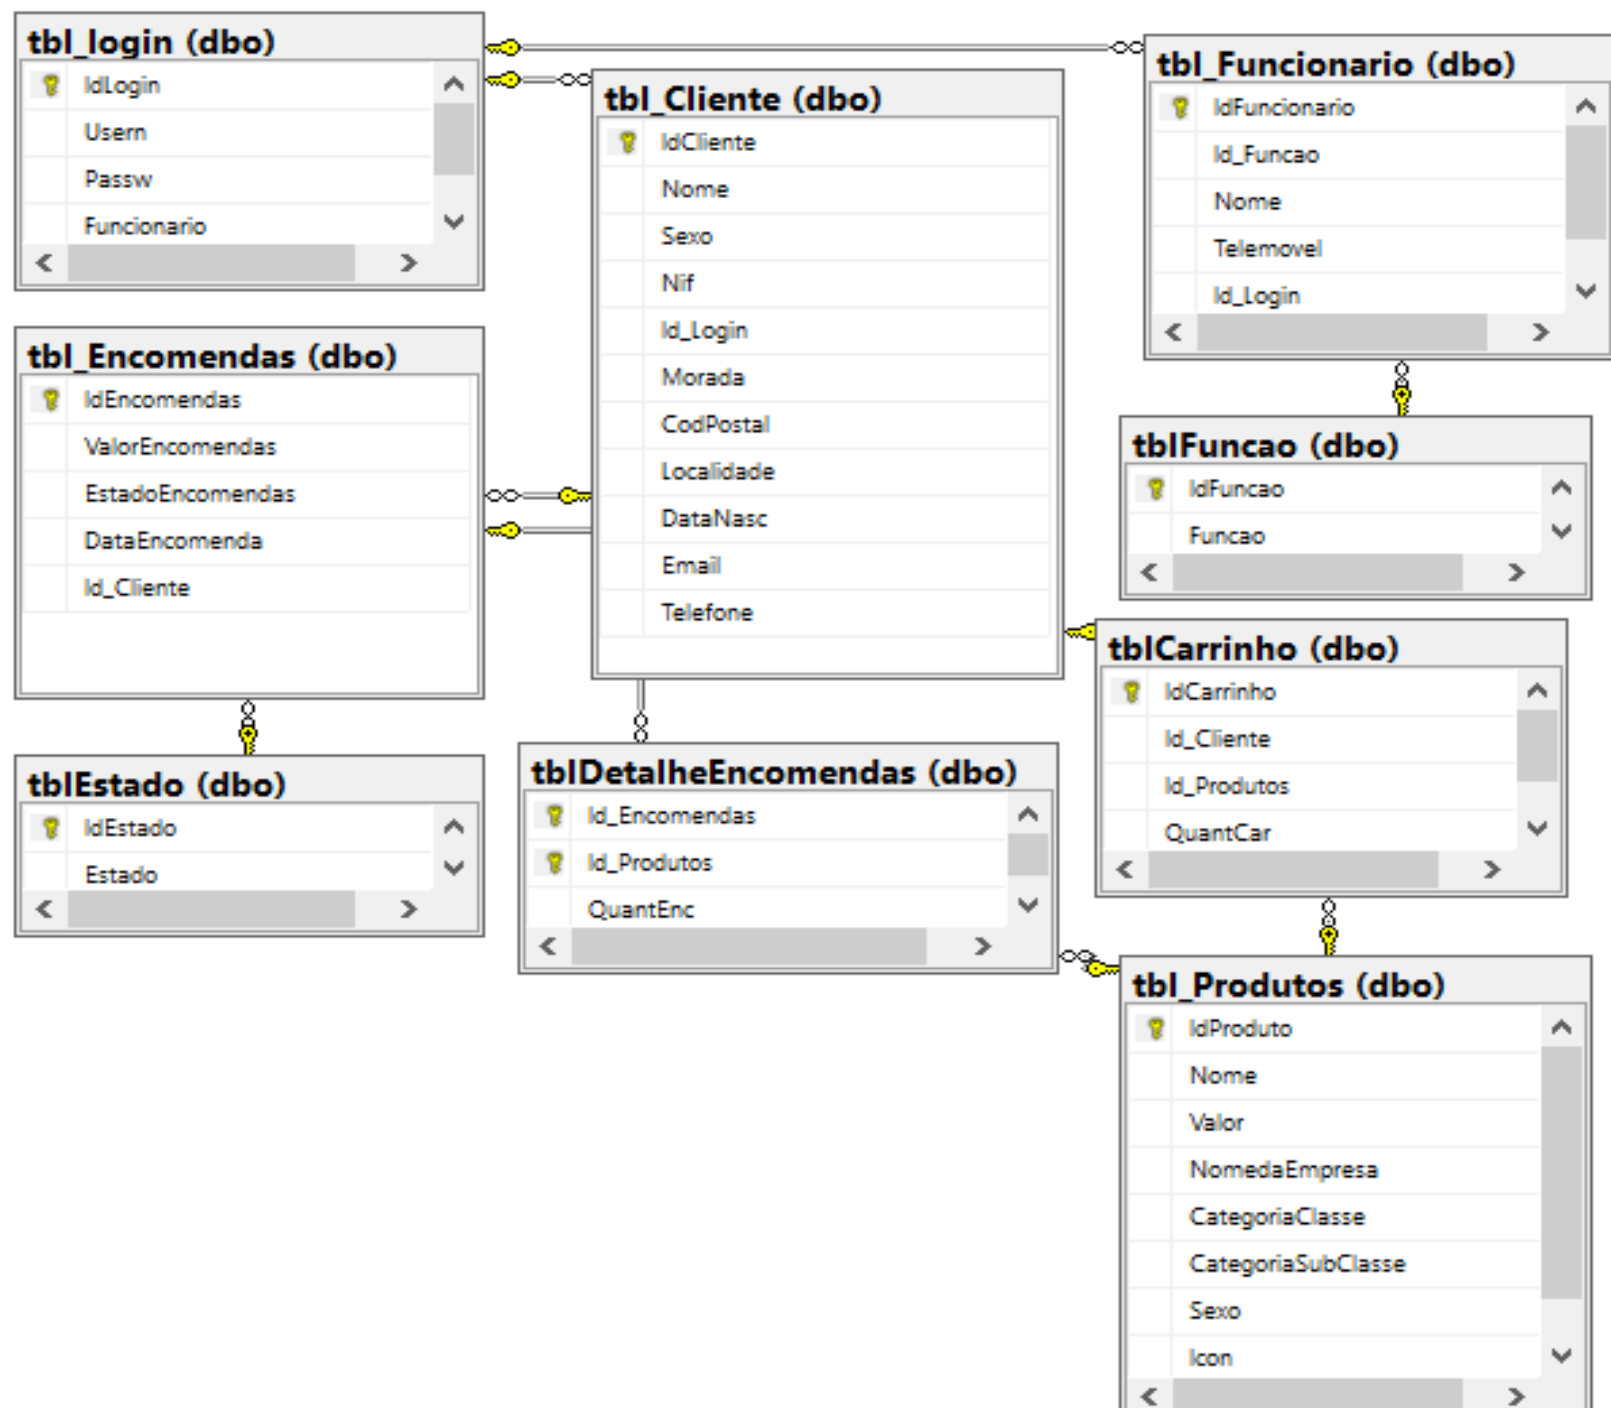 tbl_login (dbo)
IdLogin
Usern
Passw
Funcionario
tbl_Cliente (dbo)
IdCliente
Nome
Sexo
Nif
Id_Login
Morada
CodPostal
Localidade
DataNasc
Email
Telefone
tbl_Funcionario (dbo)
IdFuncionario
Id_Funcao
Nome
Telemovel
Id_Login
tbl_Encomendas (dbo)
IdEncomendas
ValorEncomendas
EstadoEncomendas
DataEncomenda
Id_Cliente
tblFuncao (dbo)
IdFuncao
Funcao
tblCarrinho (dbo)
IdCarrinho
Id_Cliente
Id_Produtos
QuantCar
tblEstado (dbo)
IdEstado
Estado
tblDetalheEncomendas (dbo)
Id_Encomendas
Id_Produtos
QuantEnc
tbl_Produtos (dbo)
IdProduto
Nome
Valor
NomedaEmpresa
CategoriaClasse
CategoriaSubClasse
Sexo
Icon